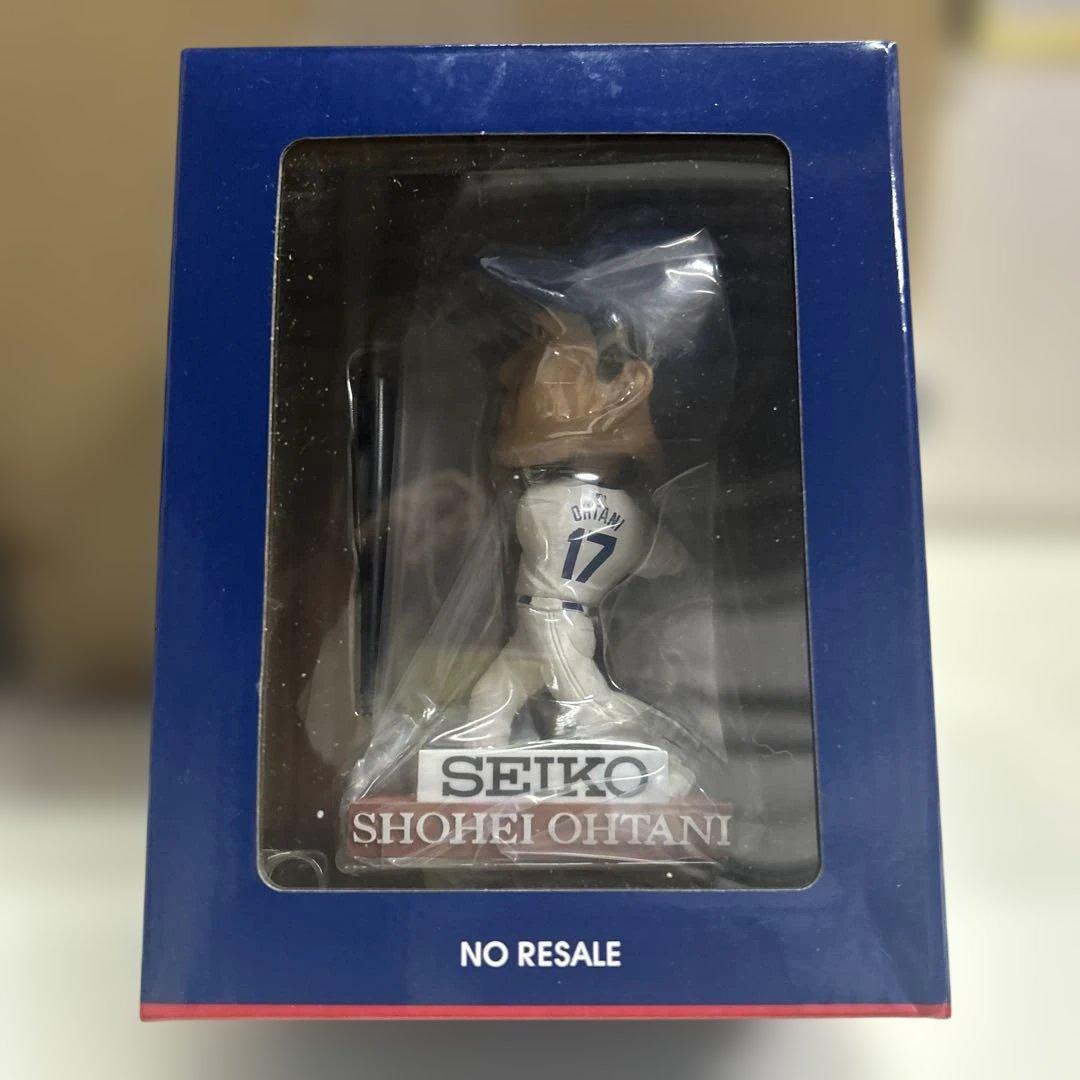 OHTANI
17
SEIKO
SHOHEI OHTANI
NO RESALE